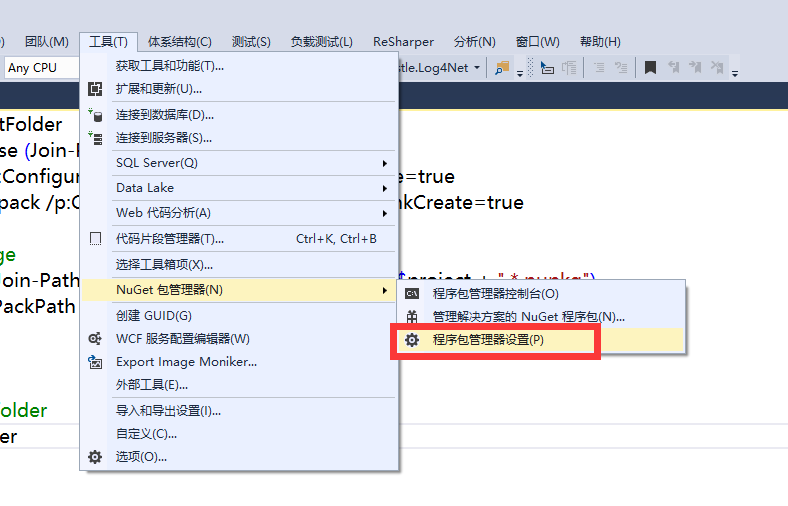 团队(M) 工具(T) 体系结构(C) 测试(S) 负载测试(L) ReSharper 分析(N) 窗口(W) 帮助(H)
Any CPU
stle.Log4Net
获取工具和功能(T)...
扩展和更新(U)...
连接到数据库(D)...
连接到服务器(S)...
SQL Server(Q)
Data Lake
Web 代码分析(A)
代码片段管理器(T)... Ctrl+K, Ctrl+B
选择工具箱项(X)...
NuGet 包管理器(N)
创建 GUID(G)
WCF 服务配置编辑器(W)
Export Image Moniker...
外部工具(E)...
导入和导出设置(I)...
自定义(C)...
选项(O)...
程序包管理器控制台(O)
管理解决方案的 NuGet 程序包(N)...
程序包管理器设置(P)
tFolder
se (Join-P
:Configur e=true
pack /p:C nkCreate=true
ge
Join-Path $project + ".*.nupkg")
PackPath
older
er